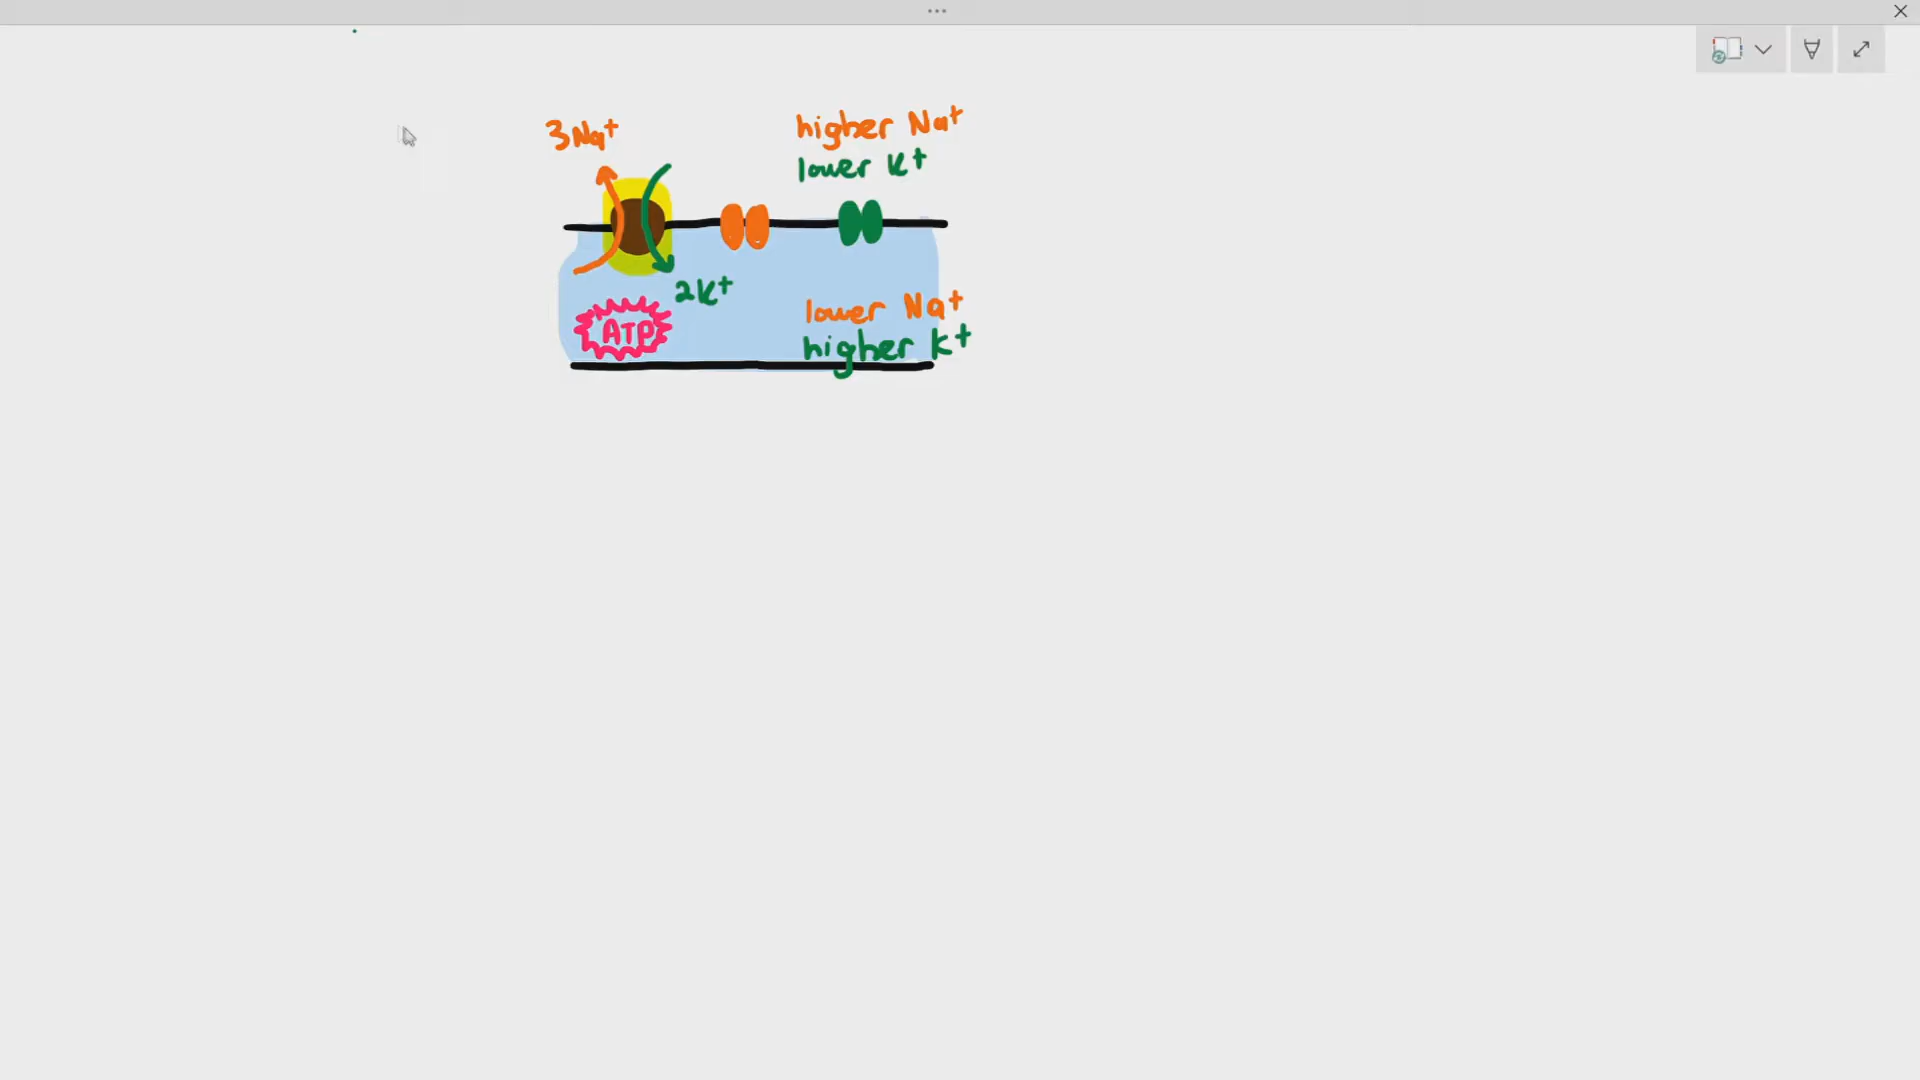 3Na⁺
higher Na⁺
lower K⁺
2K⁺
ATP
lower Na⁺
higher K⁺